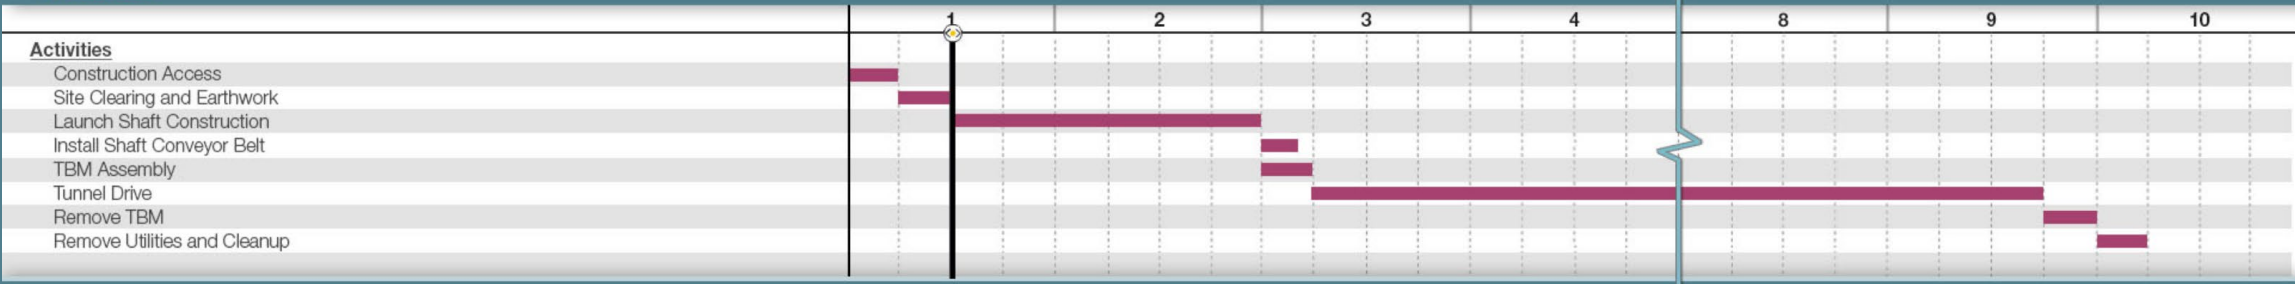 1 2 3 4 8 9 10
Activities
Construction Access
Site Clearing and Earthwork
Launch Shaft Construction
Install Shaft Conveyor Belt
TBM Assembly
Tunnel Drive
Remove TBM
Remove Utilities and Cleanup